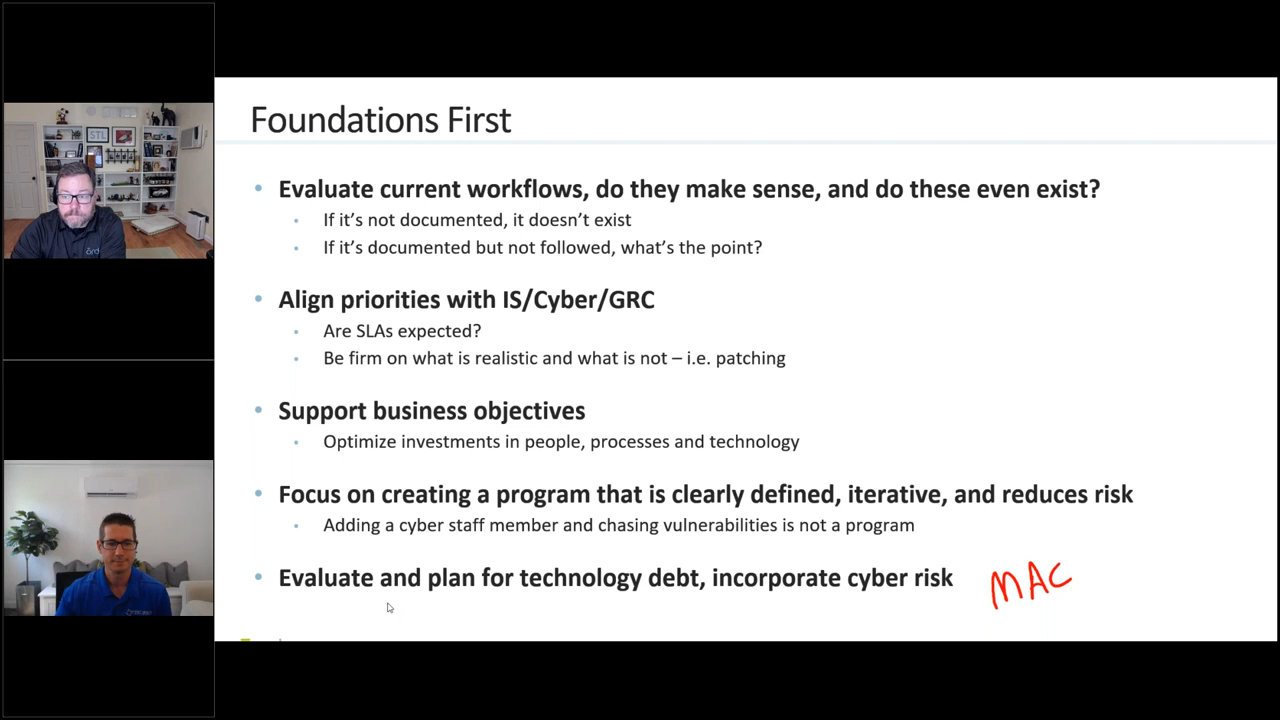 Foundations First
• Evaluate current workflows, do they make sense, and do these even exist?
• If it's not documented, it doesn't exist
• If it's documented but not followed, what's the point?
• Align priorities with IS/Cyber/GRC
• Are SLAs expected?
• Be firm on what is realistic and what is not – i.e. patching
• Support business objectives
• Optimize investments in people, processes and technology
• Focus on creating a program that is clearly defined, iterative, and reduces risk
• Adding a cyber staff member and chasing vulnerabilities is not a program
• Evaluate and plan for technology debt, incorporate cyber risk
MAC
STL
ordr